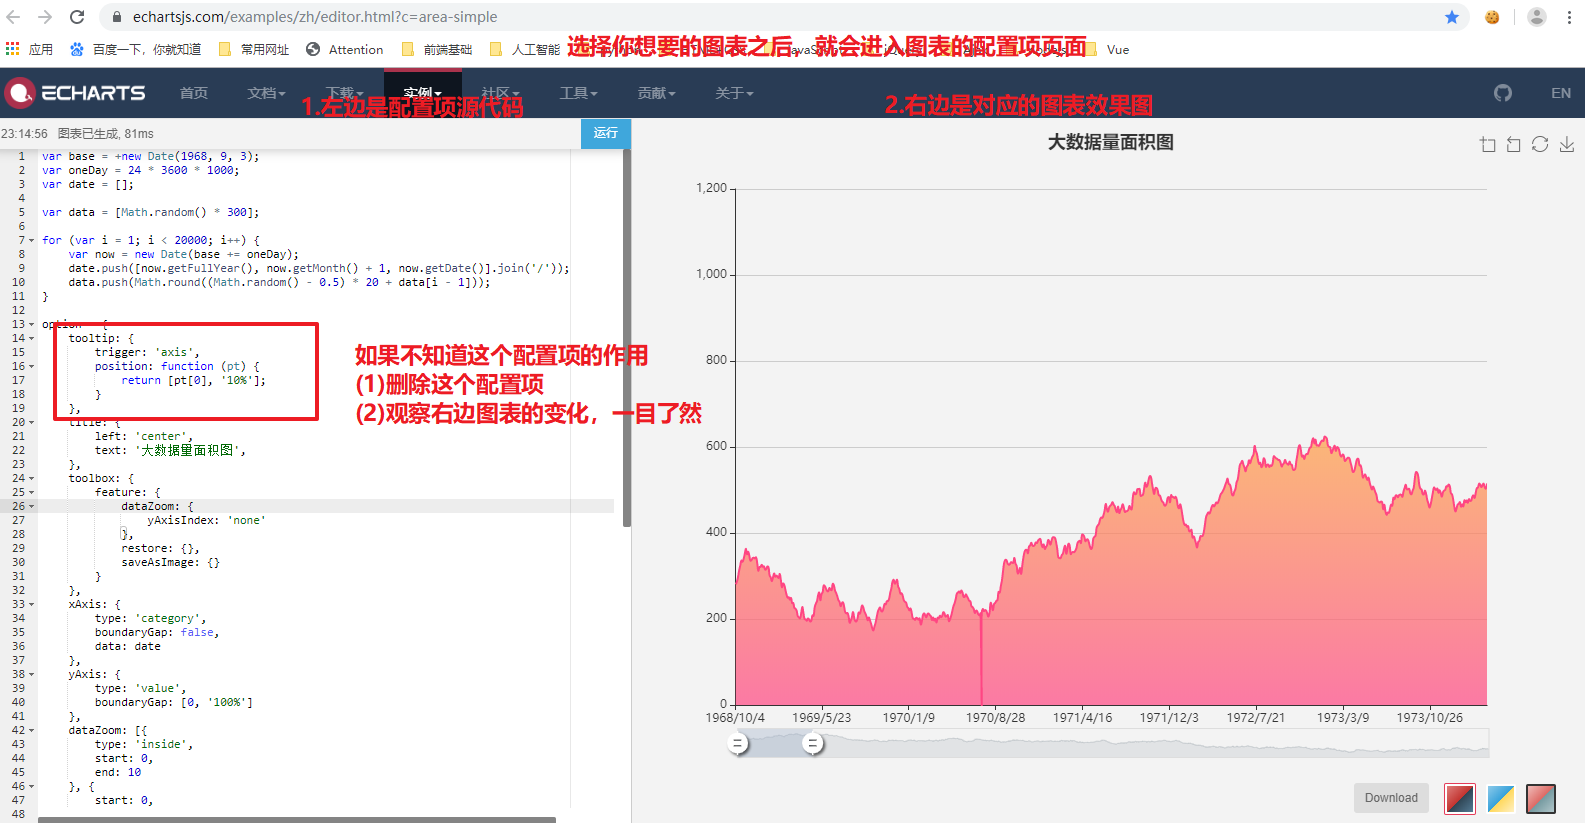 echartsjs.com/examples/zh/editor.html?c=area-simple
应用 百度一下，你就知道 常用网址 Attention 前端基础 人工智能 Vue
选择你想要的图表之后，就会进入图表的配置项页面
ECHARTS 首页 文档 下载 实例 社区 工具 贡献 关于 EN
1.左边是配置项源代码
2.右边是对应的图表效果图
23:14:56 图表已生成, 81ms 运行
1 var base = +new Date(1968, 9, 3);
2 var oneDay = 24 * 3600 * 1000;
3 var date = [];
4
5 var data = [Math.random() * 300];
6
7 for (var i = 1; i < 20000; i++) {
8 var now = new Date(base += oneDay);
9 date.push([now.getFullYear(), now.getMonth() + 1, now.getDate()].join('/'));
10 data.push(Math.round((Math.random() - 0.5) * 20 + data[i - 1]));
11 }
12
13 option = {
14 tooltip: {
15 trigger: 'axis',
16 position: function (pt) {
17 return [pt[0], '10%'];
18 }
19 },
20 title: {
21 left: 'center',
22 text: '大数据量面积图',
23 },
24 toolbox: {
25 feature: {
26 dataZoom: {
27 yAxisIndex: 'none'
28 },
29 restore: {},
30 saveAsImage: {}
31 }
32 },
33 xAxis: {
34 type: 'category',
35 boundaryGap: false,
36 data: date
37 },
38 yAxis: {
39 type: 'value',
40 boundaryGap: [0, '100%']
41 },
42 dataZoom: [{
43 type: 'inside',
44 start: 0,
45 end: 10
46 }, {
47 start: 0,
48
如果不知道这个配置项的作用
(1)删除这个配置项
(2)观察右边图表的变化，一目了然
大数据量面积图
1,200
1,000
800
600
400
200
0
1968/10/4 1969/5/23 1970/1/9 1970/8/28 1971/4/16 1971/12/3 1972/7/21 1973/3/9 1973/10/26
Download